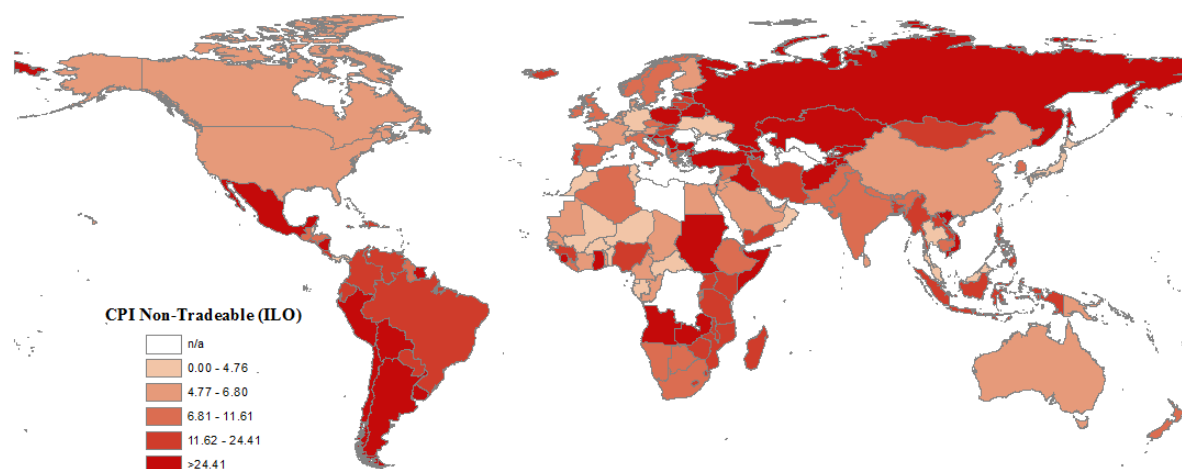 CPI Non-Tradeable (ILO)
n/a
0.00 - 4.76
4.77 - 6.80
6.81 - 11.61
11.62 - 24.41
>24.41